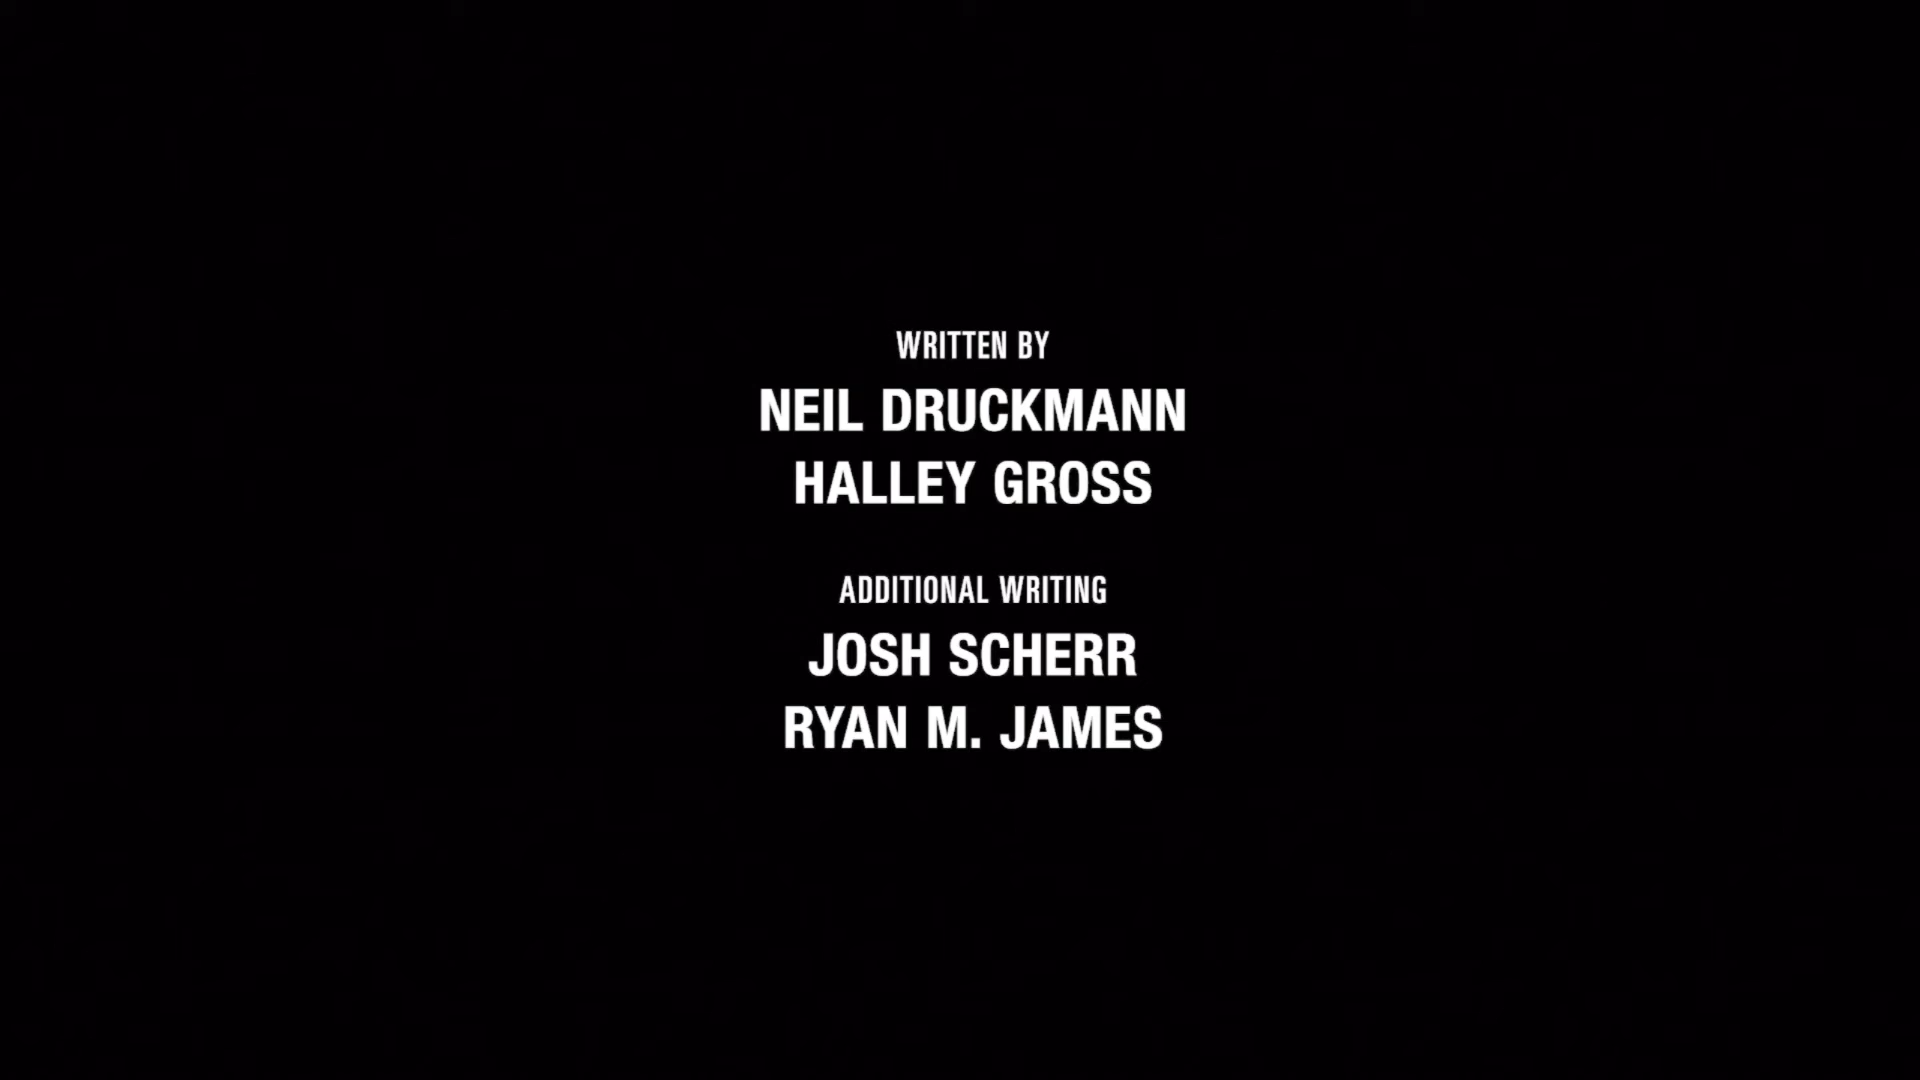 WRITTEN BY
NEIL DRUCKMANN
HALLEY GROSS
ADDITIONAL WRITING
JOSH SCHERR
RYAN M. JAMES